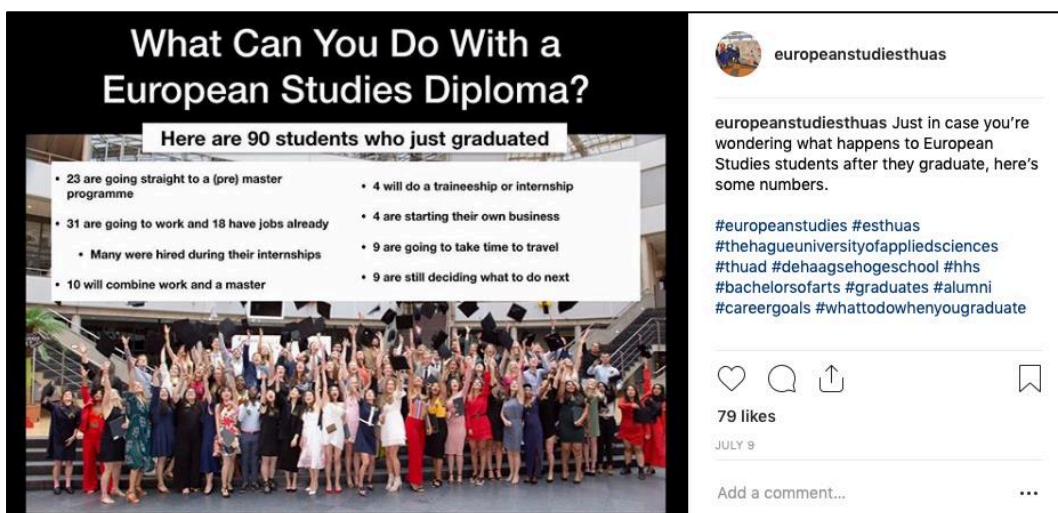 What Can You Do With a
European Studies Diploma?
Here are 90 students who just graduated
• 23 are going straight to a (pre) master
programme
• 31 are going to work and 18 have jobs already
• Many were hired during their internships
• 10 will combine work and a master
• 4 will do a traineeship or internship
• 4 are starting their own business
• 9 are going to take time to travel
• 9 are still deciding what to do next
europeanstudiesthuas
europeanstudiesthuas Just in case you're
wondering what happens to European
Studies students after they graduate, here's
some numbers.
#europeanstudies #esthuas
#thehagueuniversityofappliedsciences
#thuad #dehaagsehogeschool #hhs
#bachelorsofarts #graduates #alumni
#careergoals #whattodowhenyougraduate
79 likes
JULY 9
Add a comment...